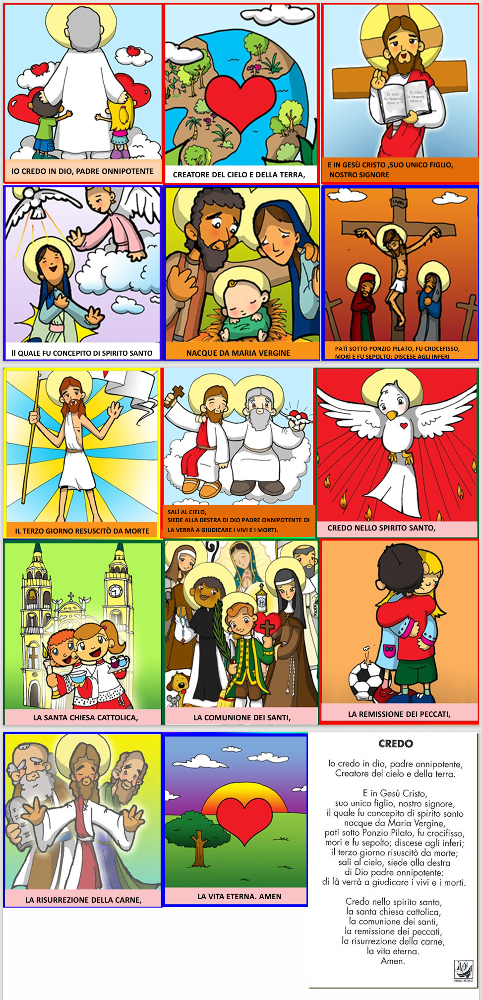 IO CREDO IN DIO, PADRE ONNIPOTENTE
CREATORE DEL CIELO E DELLA TERRA,
Io sono
la resurre
xione e
Io sono
la resurre
xione e
E IN GESÙ CRISTO ,SUO UNICO FIGLIO,
NOSTRO SIGNORE
Il QUALE FU CONCEPITO DI SPIRITO SANTO
NACQUE DA MARIA VERGINE
INRI
PATÌ SOTTO PONZIO PILATO, FU CROCEFISSO,
MORÌ E FU SEPOLTO; DISCESE AGLI INFERI
IL TERZO GIORNO RESUSCITÒ DA MORTE
SALÌ AL CIELO,
SIEDE ALLA DESTRA DI DIO PADRE ONNIPOTENTE DI
LA VERRÀ A GIUDICARE I VIVI E I MORTI.
CREDO NELLO SPIRITO SANTO,
LA SANTA CHIESA CATTOLICA,
LA COMUNIONE DEI SANTI,
LA REMISSIONE DEI PECCATI,
LA RISURREZIONE DELLA CARNE,
LA VITA ETERNA. AMEN
CREDO
Io credo in dio, padre onnipotente,
Creatore del cielo e della terra.
E in Gesù Cristo,
suo unico figlio, nostro signore,
il quale fu concepito di spirito santo
nacque da Maria Vergine,
patì sotto Ponzio Pilato, fu crocifisso,
morì e fu sepolto; discese agli inferi;
il terzo giorno risuscitò da morte;
salì al cielo, siede alla destra
di Dio padre onnipotente:
di là verrà a giudicare i vivi e i morti.
Credo nello spirito santo,
la santa chiesa cattolica,
la comunione dei santi,
la remissione dei peccati,
la risurrezione della carne,
la vita eterna.
Amen.